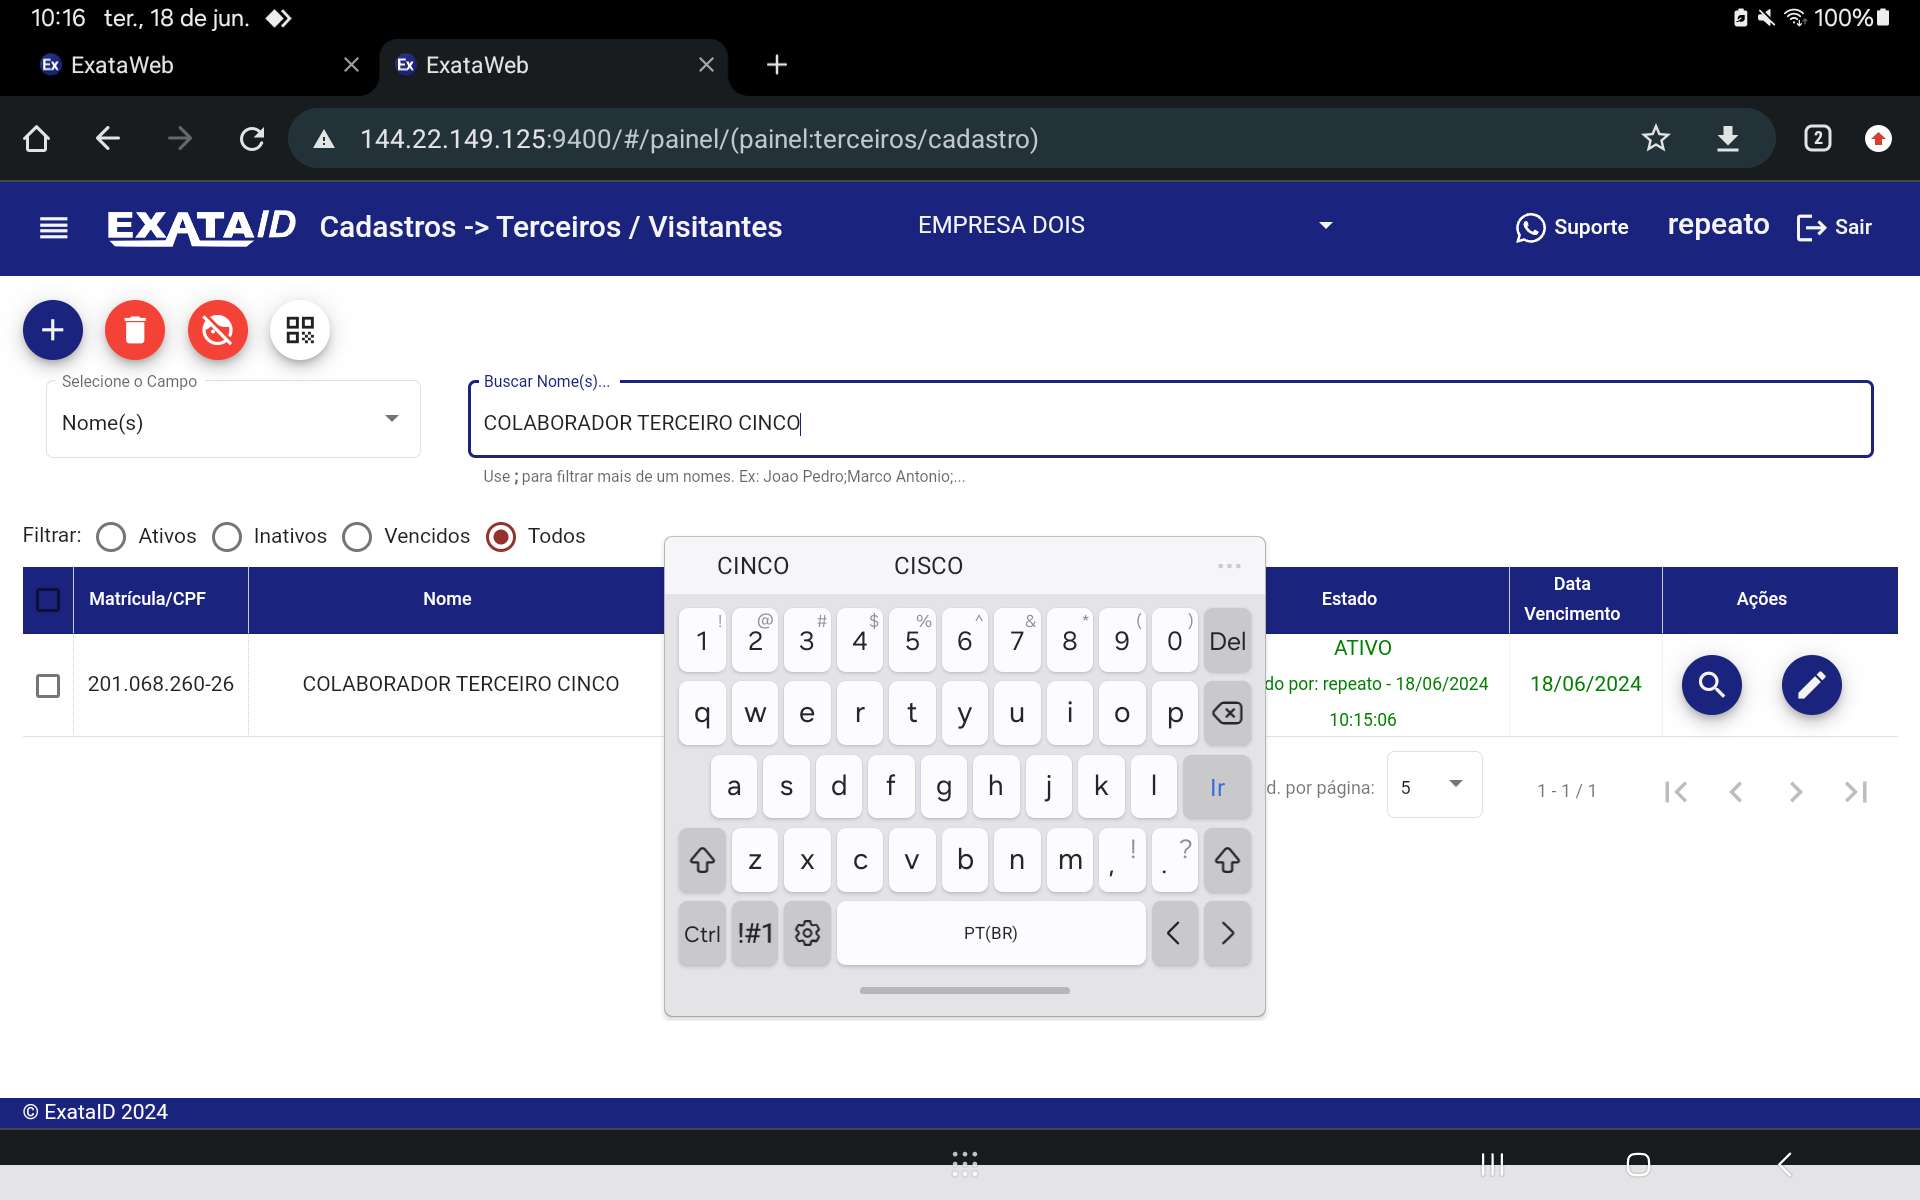 10:16 ter., 18 de jun. 100%
Ex ExataWeb Ex ExataWeb
144.22.149.125:9400/#/painel/(painel:terceiros/cadastro) 2
EXATA/D Cadastros -> Terceiros / Visitantes EMPRESA DOIS Suporte repeato Sair
Selecione o Campo Buscar Nome(s)...
Nome(s) COLABORADOR TERCEIRO CINCO
Use ; para filtrar mais de um nomes. Ex: Joao Pedro;Marco Antonio;...
Filtrar: Ativos Inativos Vencidos Todos
Matrícula/CPF Nome Estado Data Vencimento Ações
201.068.260-26 COLABORADOR TERCEIRO CINCO ATIVO
do por: repeato - 18/06/2024
10:15:06
18/06/2024
d. por página: 5 1 - 1 / 1
CINCO CISCO ...
! @ # $ % ^ & * ( )
1 2 3 4 5 6 7 8 9 0 Del
q w e r t y u i o p
a s d f g h j k l Ir
z x c v b n m , ! . ?
Ctrl !#1 PT(BR) < >
© ExataID 2024